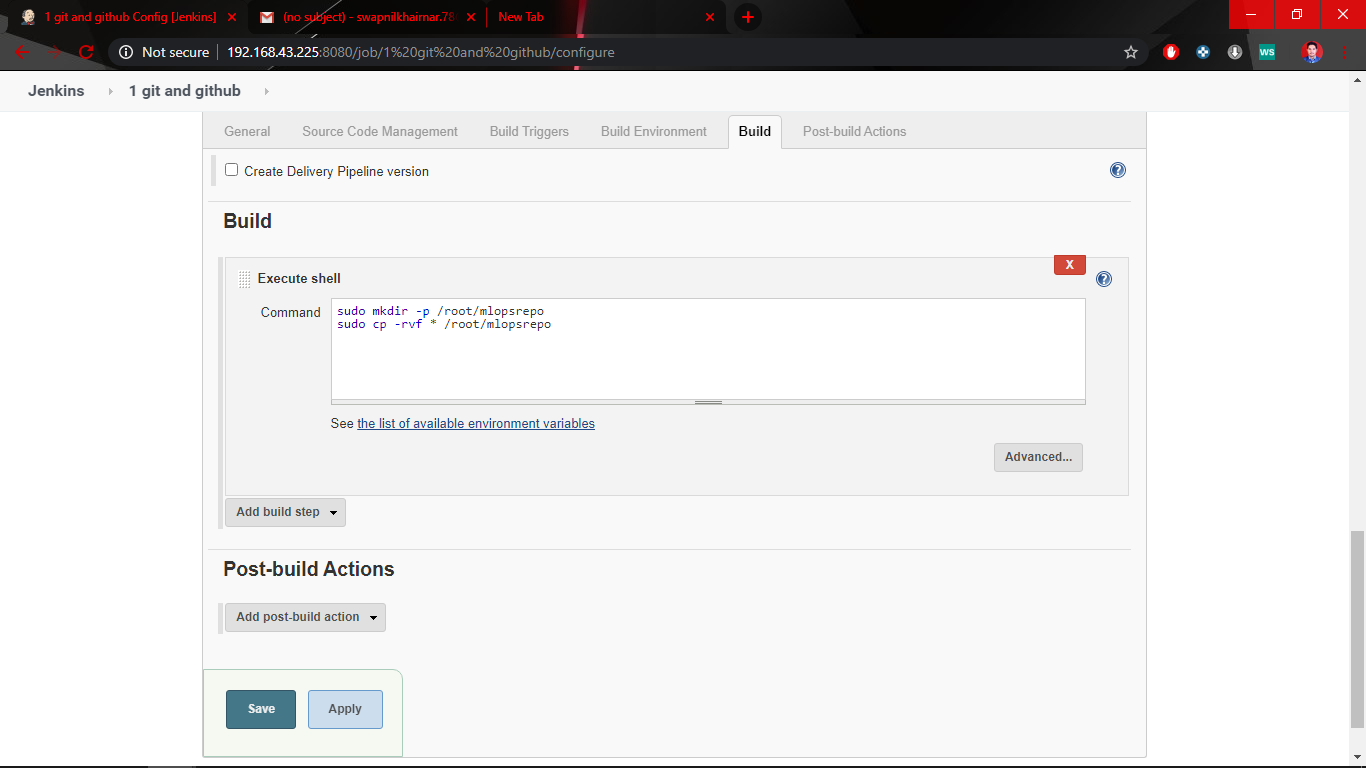 1 git and github Config [Jenkins]
(no subject) - swapnilkhairnar.78
New Tab
Not secure
192.168.43.225:8080/job/1%20git%20and%20github/configure
ws
Jenkins
1 git and github
General
Source Code Management
Build Triggers
Build Environment
Build
Post-build Actions
Create Delivery Pipeline version
?
Build
X
Execute shell
?
Command
sudo mkdir -p /root/mlopsrepo
sudo cp -rvf * /root/mlopsrepo
See the list of available environment variables
Advanced...
Add build step
Post-build Actions
Add post-build action
Save
Apply